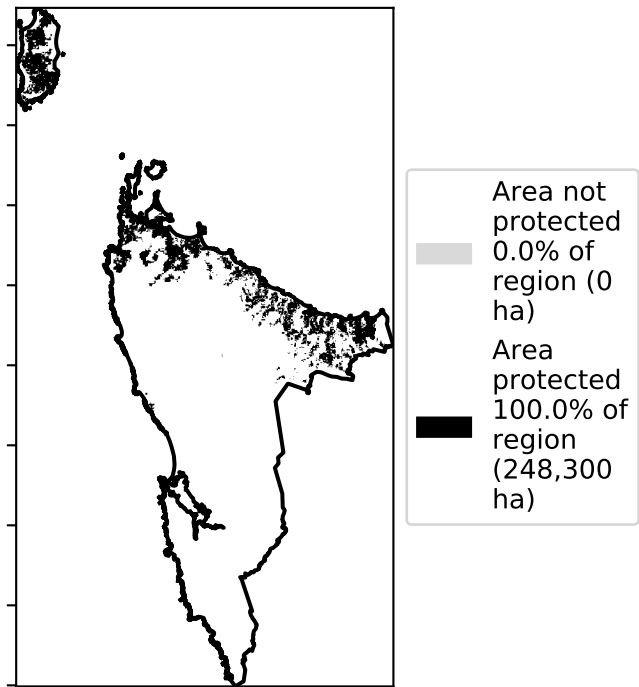 Area not
protected
0.0% of
region (0
ha)
Area
protected
100.0% of
region
(248,300
ha)